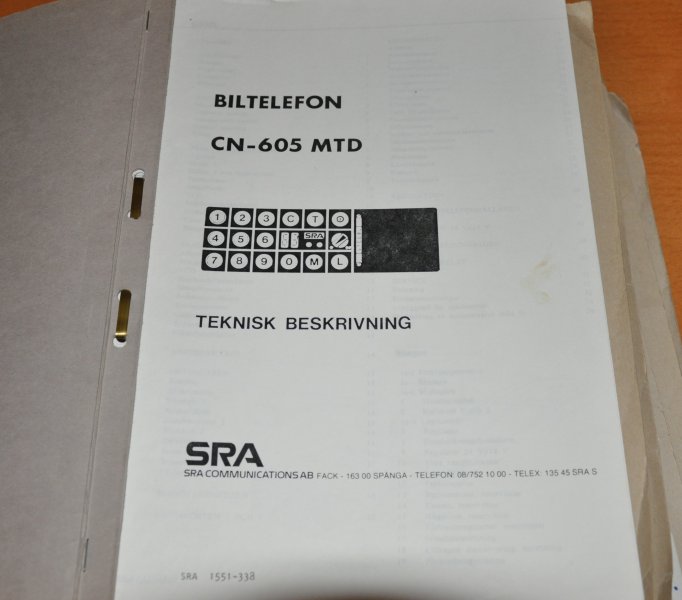 BILTELEFON
CN-605 MTD
1 2 3 C T
4 5 6 SRA
7 8 9 0 M L
TEKNISK BESKRIVNING
SRA
SRA COMMUNICATIONS AB FACK - 163 00 SPÅNGA - TELEFON: 08/752 10 00 - TELEX: 135 45 SRA S
SRA 1551-338